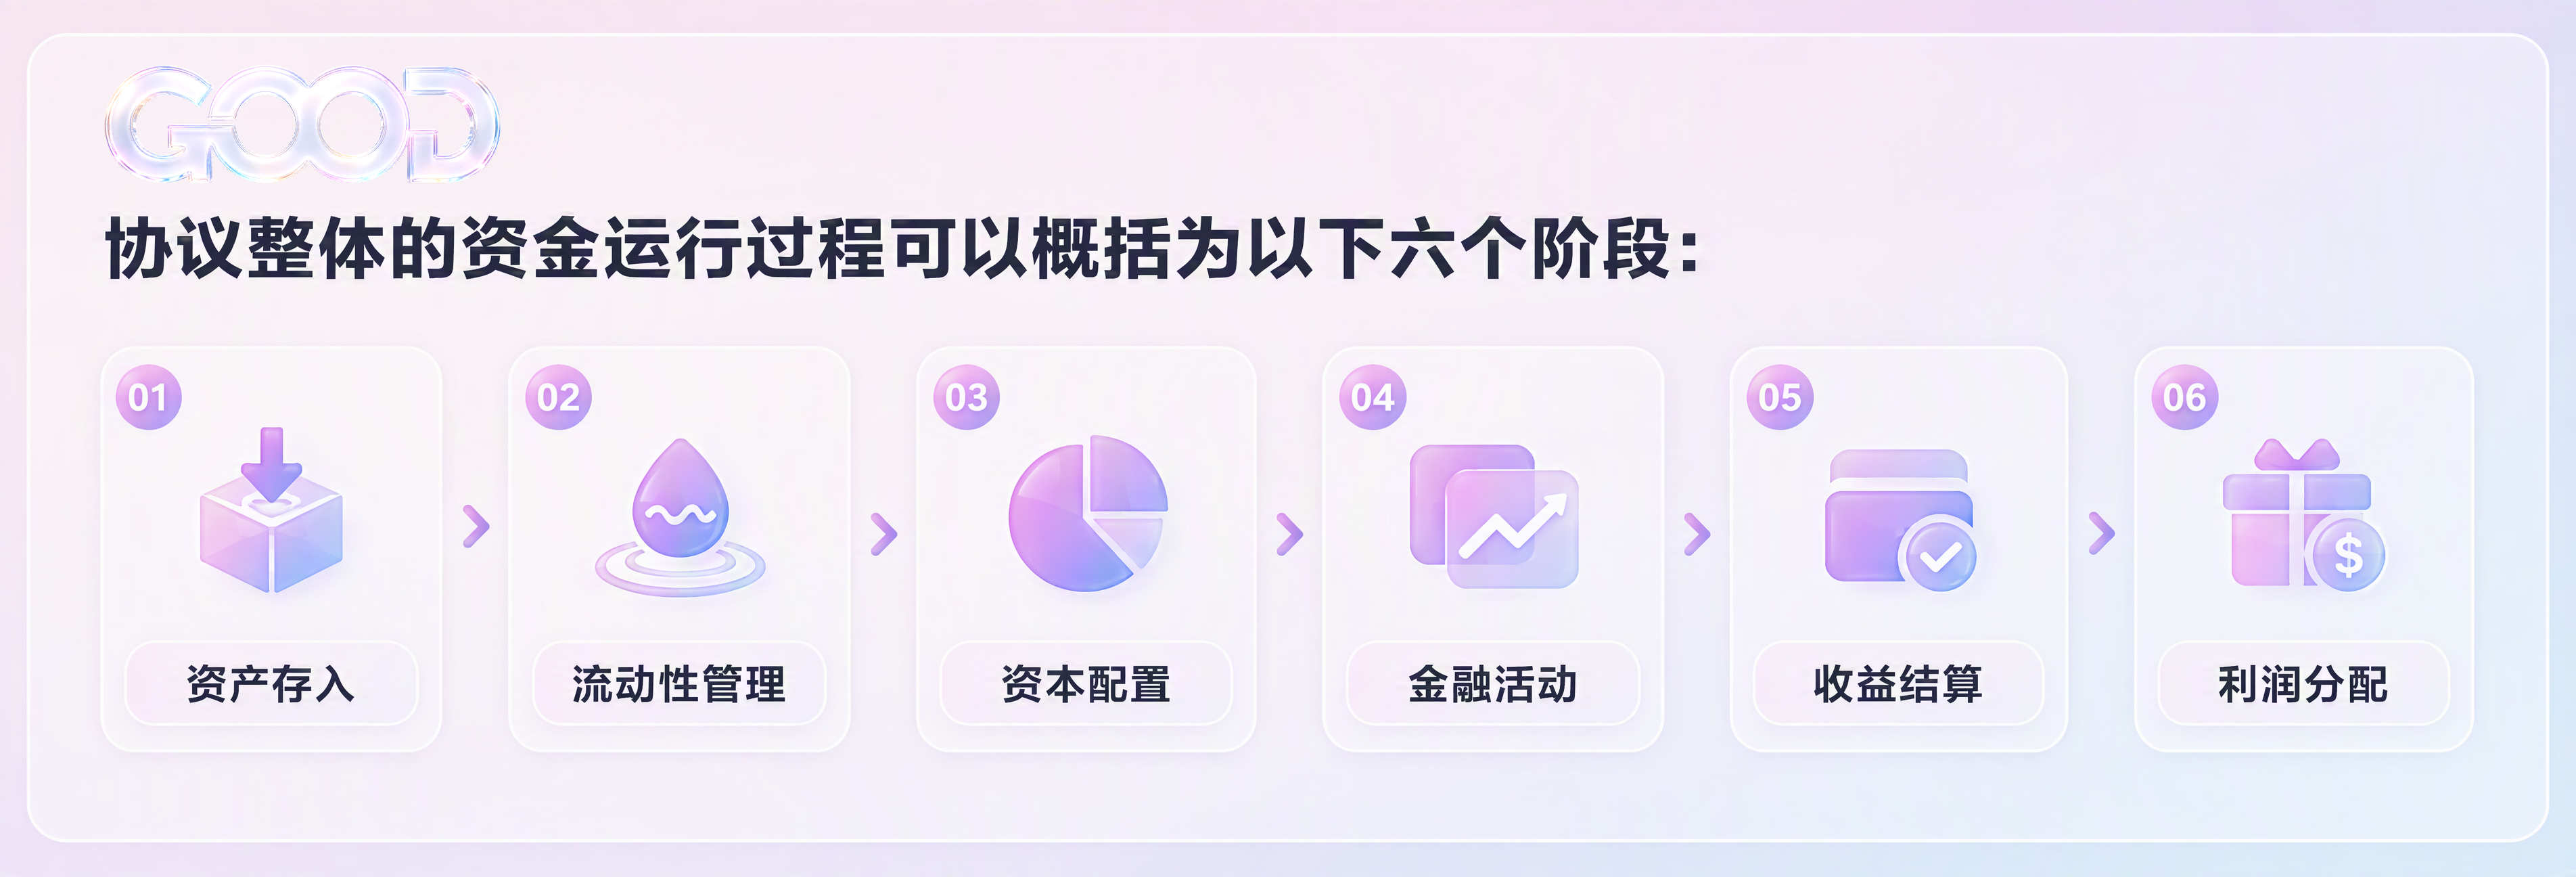 GOOD
协议整体的资金运行过程可以概括为以下六个阶段：
01
资产存入
02
流动性管理
03
资本配置
04
金融活动
05
收益结算
06
$
利润分配